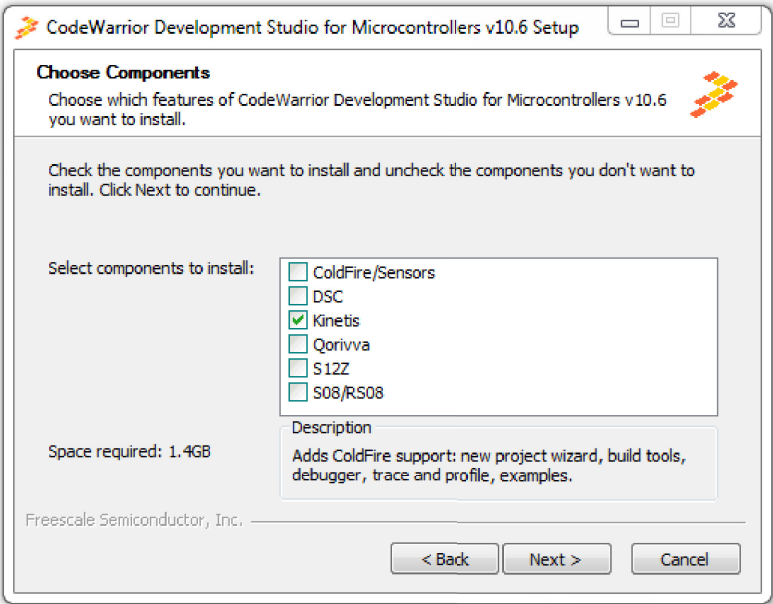 CodeWarrior Development Studio for Microcontrollers v10.6 Setup
Choose Components
Choose which features of CodeWarrior Development Studio for Microcontrollers v10.6
you want to install.
Check the components you want to install and uncheck the components you don't want to
install. Click Next to continue.
Select components to install:
ColdFire/Sensors
DSC
Kinetis
Qorivva
S12Z
S08/RS08
Space required: 1.4GB
Description
Adds ColdFire support: new project wizard, build tools,
debugger, trace and profile, examples.
Freescale Semiconductor, Inc.
< Back
Next >
Cancel